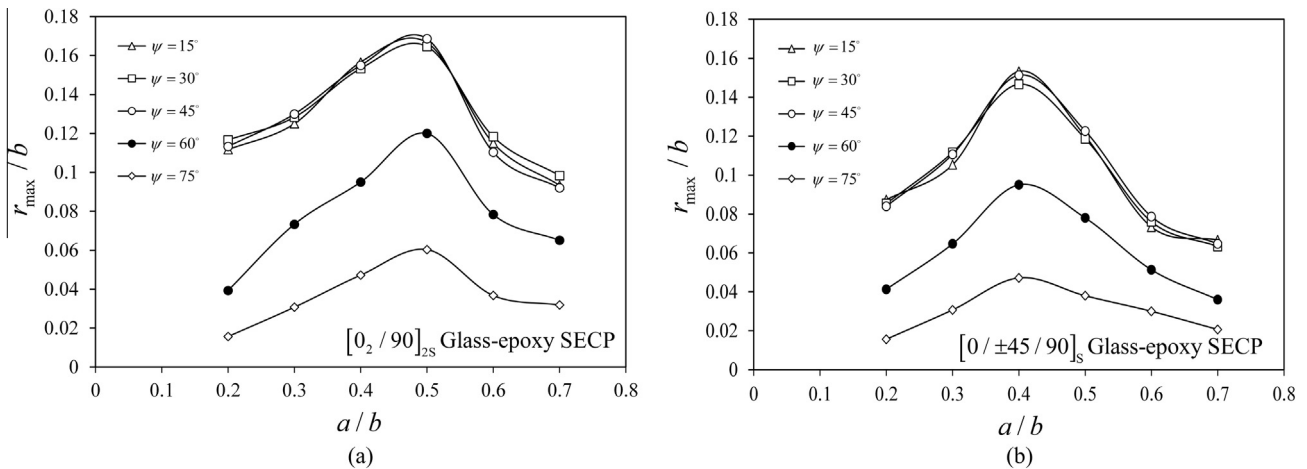 0.18
0.16
0.14
0.12
0.1
0.08
0.06
0.04
0.02
0
r_max / b
ψ = 15°
ψ = 30°
ψ = 45°
ψ = 60°
ψ = 75°
[0₂ / 90]₂S Glass-epoxy SECP
0 0.1 0.2 0.3 0.4 0.5 0.6 0.7 0.8
a / b
(a)
0.18
0.16
0.14
0.12
0.1
0.08
0.06
0.04
0.02
0
r_max / b
ψ = 15°
ψ = 30°
ψ = 45°
ψ = 60°
ψ = 75°
[0 / ±45 / 90]S Glass-epoxy SECP
0 0.1 0.2 0.3 0.4 0.5 0.6 0.7 0.8
a / b
(b)